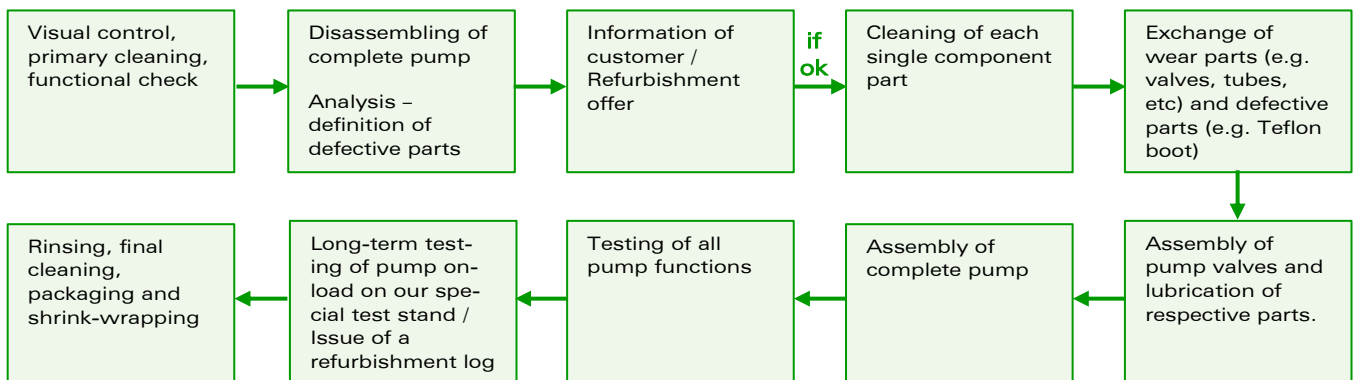 Visual control,
primary cleaning,
functional check
Disassembling of
complete pump
Analysis –
definition of
defective parts
Information of
customer /
Refurbishment
offer
if
ok
Cleaning of each
single component
part
Exchange of
wear parts (e.g.
valves, tubes,
etc) and defective
parts (e.g. Teflon
boot)
Assembly of
pump valves and
lubrication of
respective parts.
Assembly of
complete pump
Testing of all
pump functions
Long-term test-
ing of pump on-
load on our spe-
cial test stand /
Issue of a
refurbishment log
Rinsing, final
cleaning,
packaging and
shrink-wrapping